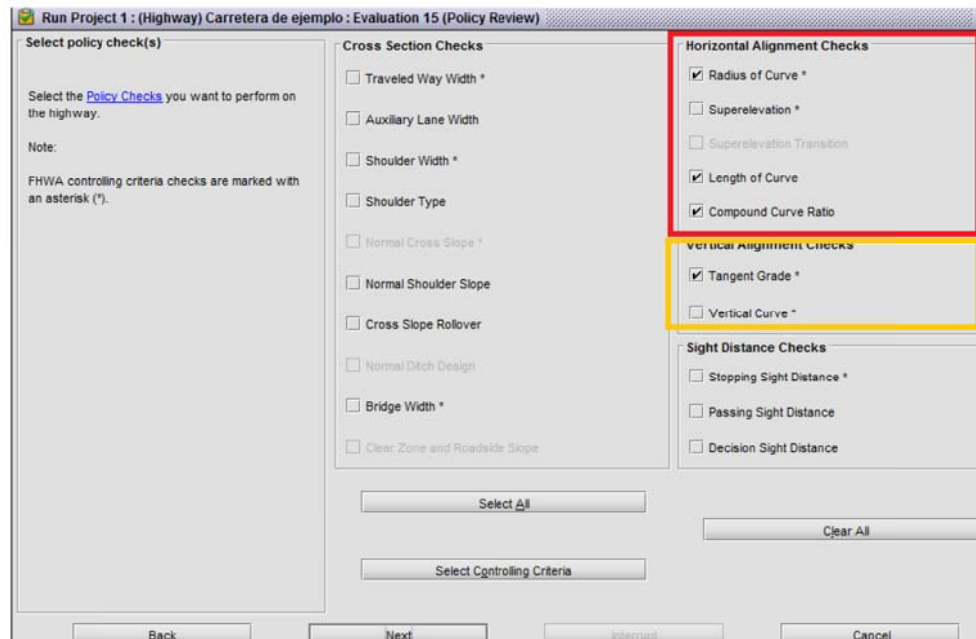 Run Project 1 : (Highway) Carretera de ejemplo : Evaluation 15 (Policy Review)
Select policy check(s)
Select the Policy Checks you want to perform on
the highway.
Note:
FHWA controlling criteria checks are marked with
an asterisk (*).
Cross Section Checks
Traveled Way Width *
Auxiliary Lane Width
Shoulder Width *
Shoulder Type
Normal Cross Slope *
Normal Shoulder Slope
Cross Slope Rollover
Normal Ditch Design
Bridge Width *
Clear Zone and Roadside Slope
Horizontal Alignment Checks
Radius of Curve *
Superelevation *
Superelevation Transition
Length of Curve
Compound Curve Ratio
Vertical Alignment Checks
Tangent Grade *
Vertical Curve *
Sight Distance Checks
Stopping Sight Distance *
Passing Sight Distance
Decision Sight Distance
Select All
Clear All
Select Controlling Criteria
Back
Next
Interrupt
Cancel